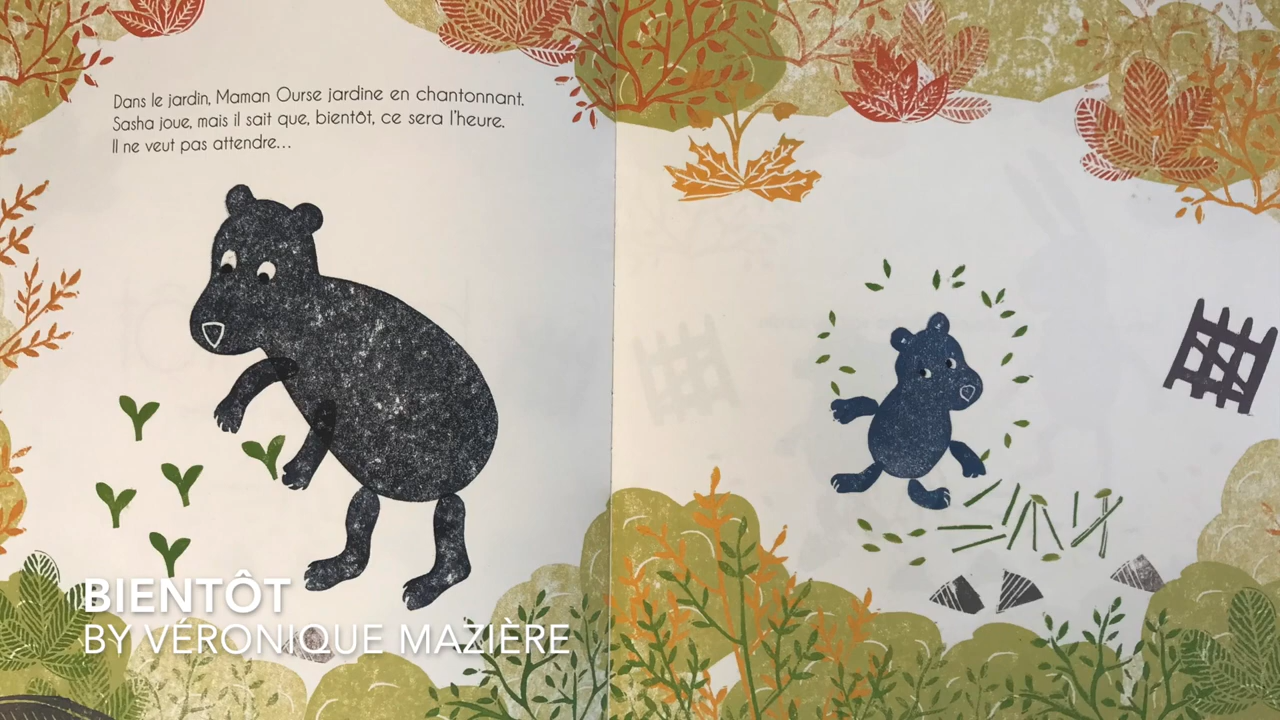 Dans le jardin, Maman Ourse jardine en chantonnant.
Sasha joue, mais il sait que, bientôt, ce sera l'heure.
Il ne veut pas attendre...
BIENTÔT
BY VÉRONIQUE MAZIÈRE